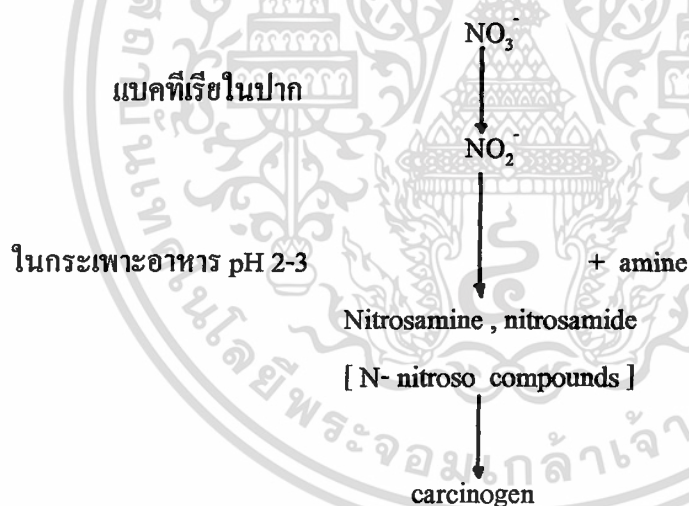 NO₃⁻
แบคทีเรียในปาก
NO₂⁻
ในกระเพาะอาหาร pH 2-3 + amine
Nitrosamine , nitrosamide
[ N- nitroso compounds ]
carcinogen